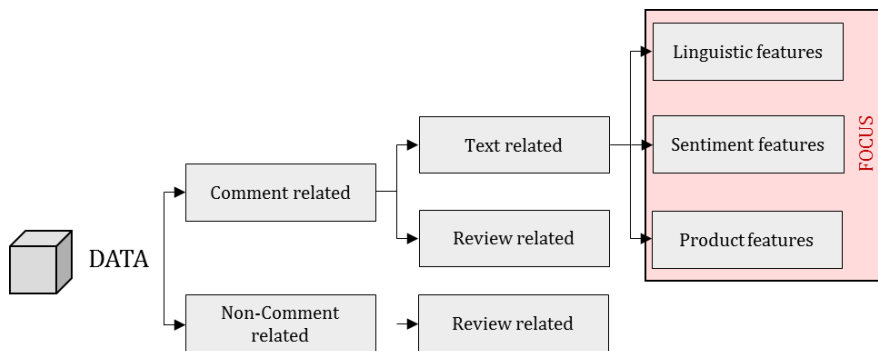 Linguistic features
Text related
Sentiment features
FOCUS
Comment related
Review related
Product features
DATA
Non-Comment
related
Review related